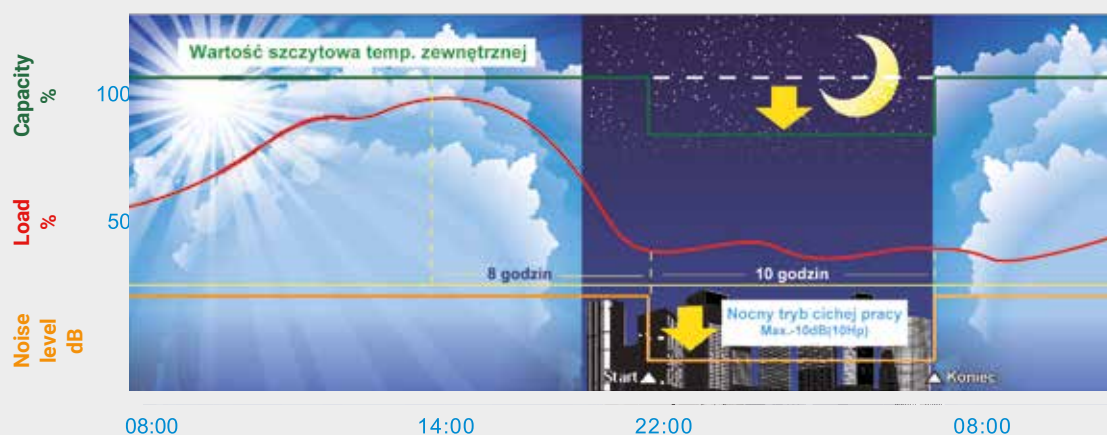 Wartość szczytowa temp. zewnętrznej
Capacity
%
100
Load
%
50
8 godzin
10 godzin
Noise
level
dB
Nocny tryb cichej pracy
Max.-10dB(10Hp)
Start
Koniec
08:00
14:00
22:00
08:00